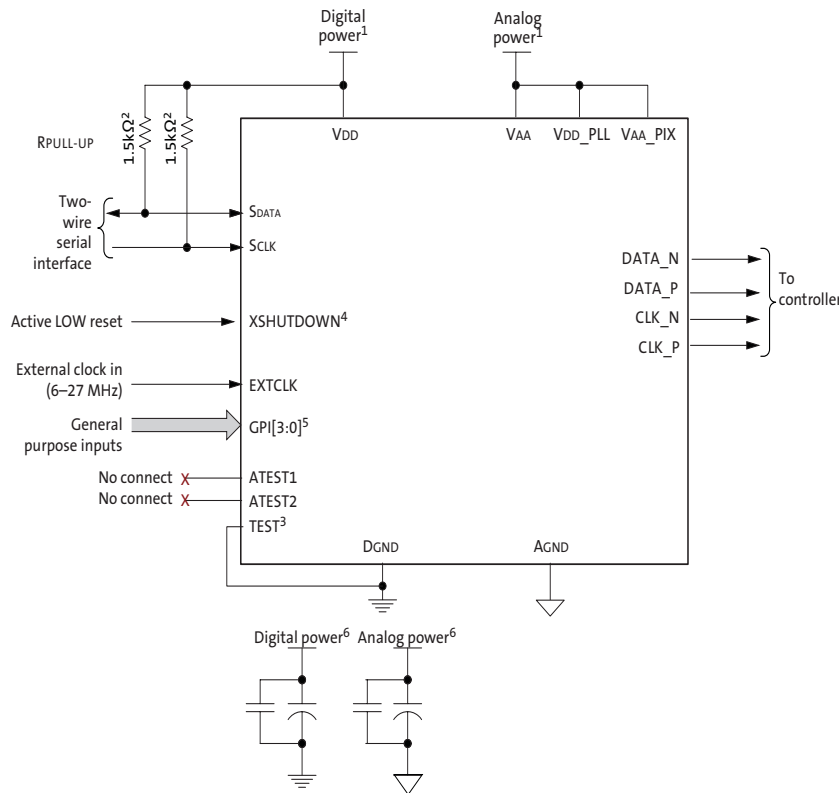 Digital
power¹
Analog
power¹
RPULL-UP
1.5kΩ²
1.5kΩ²
VDD
VAA
VDD_PLL
VAA_PIX
Two-
wire
serial
interface
SDATA
SCLK
DATA_N
DATA_P
CLK_N
CLK_P
To
controller
Active LOW reset
XSHUTDOWN⁴
External clock in
(6–27 MHz)
EXTCLK
General
purpose inputs
GPI[3:0]⁵
No connect X
ATEST1
No connect X
ATEST2
TEST³
DGND
AGND
Digital power⁶
Analog power⁶